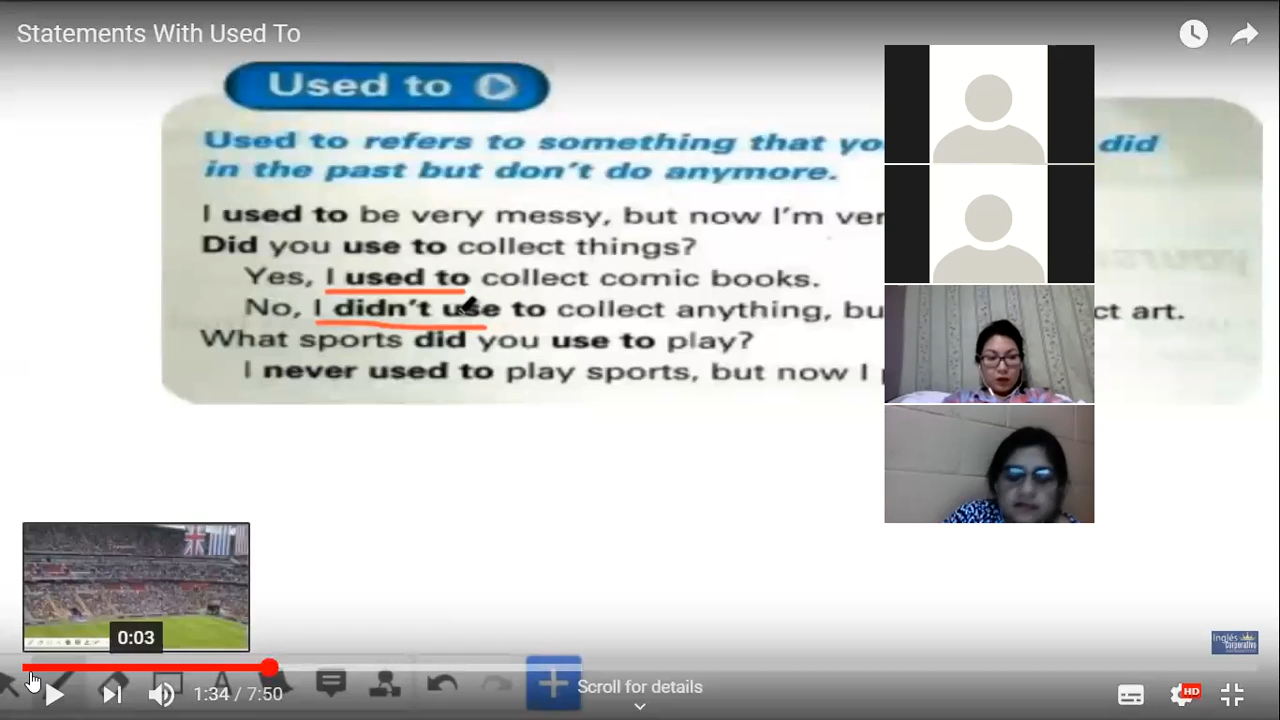 Statements With Used To
Used to
Used to refers to something that you did
in the past but don't do anymore.
I used to be very messy, but now I'm
Did you use to collect things?
Yes, I used to collect comic books.
No, I didn't use to collect anything, ct art.
What sports did you use to play?
I never used to play sports, but now I
0:03
Inglés
Corporativo
1:34 / 7:50
Scroll for details
HD